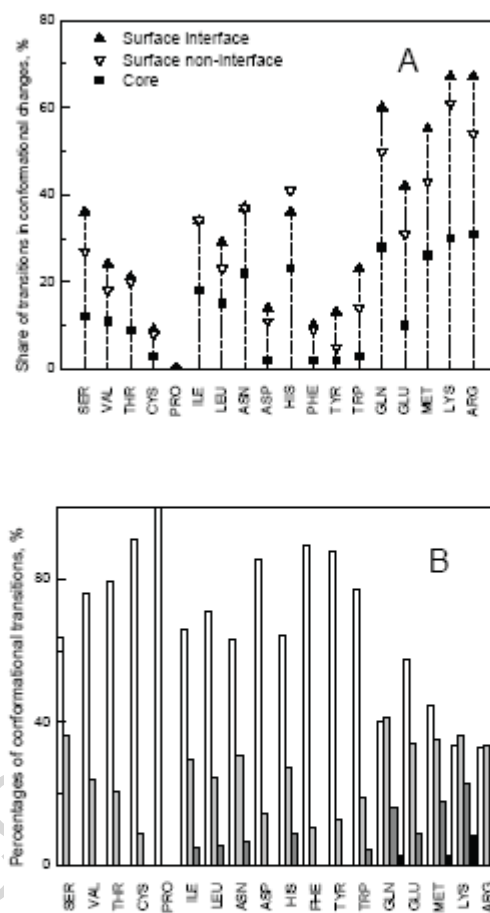 80
60
40
20
0
Share of transitions in conformational changes, %
Surface interface
Surface non-interface
Core
A
SER
VAL
THR
CYS
PRO
ILE
LEU
ASN
ASP
HIS
PHE
TYR
TRP
GLN
GLU
MET
LYS
ARG
80
40
0
Percentages of conformational transitions, %
B
SER
VAL
THR
CYS
PRO
ILE
LEU
ASN
ASP
HIS
PHE
TYR
TRP
GLN
GLU
MET
LYS
ARG